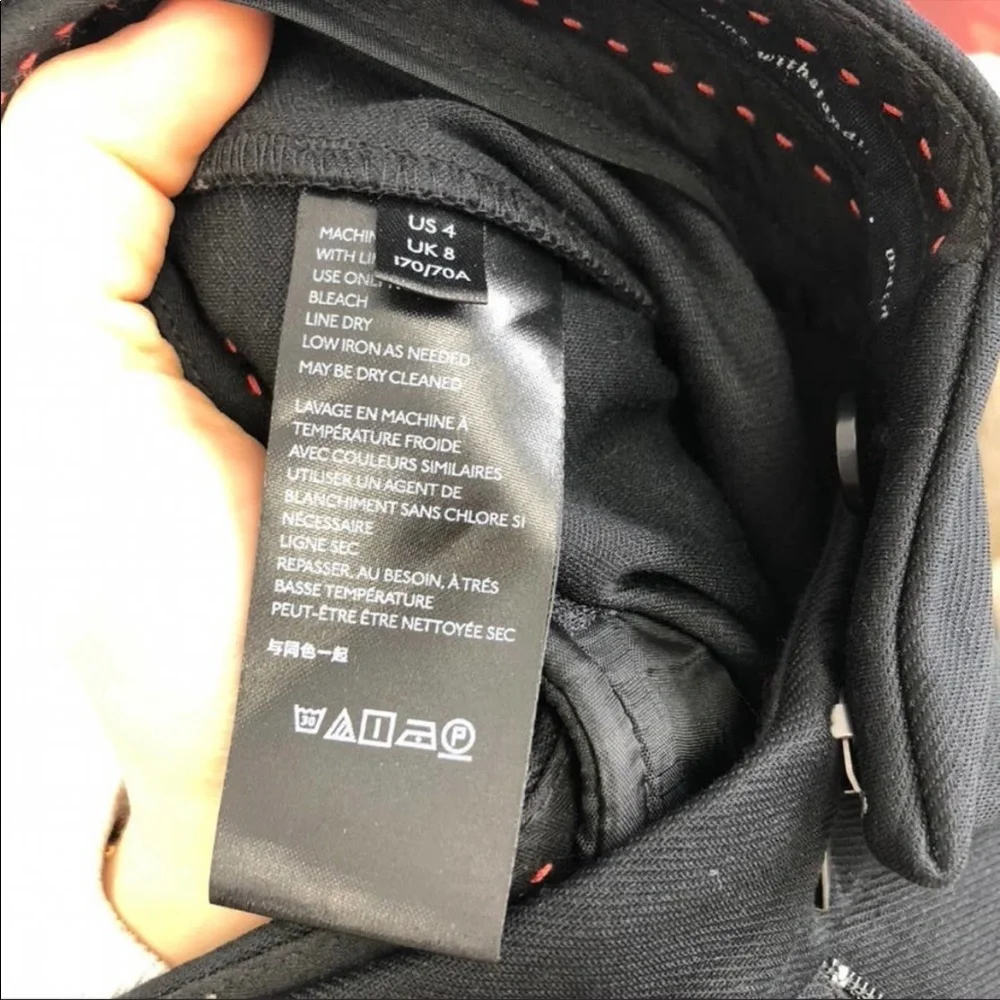 US 4
UK 8
170/70A
MACHIN
WITH LI
USE ONL
BLEACH
LINE DRY
LOW IRON AS NEEDED
MAY BE DRY CLEANED
LAVAGE EN MACHINE À
TEMPÉRATURE FROIDE
AVEC COULEURS SIMILAIRES
UTILISER UN AGENT DE
BLANCHIMENT SANS CHLORE SI
NÉCESSAIRE
LIGNE SEC
REPASSER, AU BESOIN, À TRÉS
BASSE TEMPÉRATURE
PEUT-ÊTRE ÊTRE NETTOYÉE SEC
与同色一起
30
P